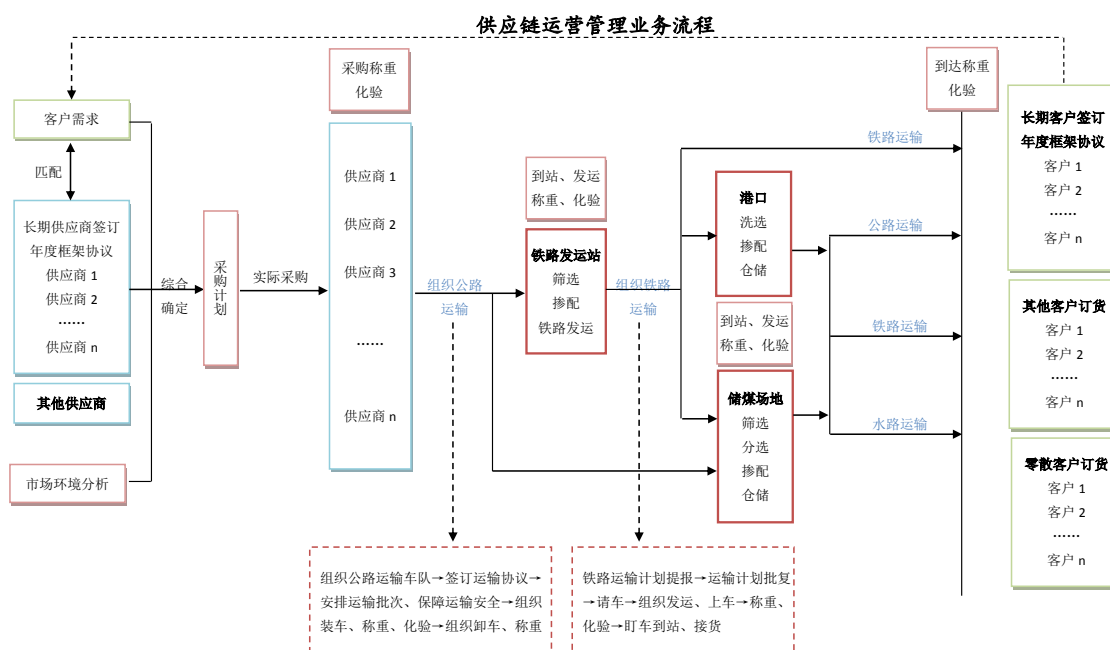 供应链运营管理业务流程
采购称重
化验
到达称重
化验
客户需求
匹配
长期供应商签订
年度框架协议
供应商 1
供应商 2
......
供应商 n
其他供应商
市场环境分析
综合
确定
采购计划
实际采购
供应商 1
供应商 2
供应商 3
......
供应商 n
组织公路
运输
到站、发运
称重、化验
铁路发运站
筛选
掺配
铁路发运
组织铁路
运输
铁路运输
港口
洗选
掺配
仓储
到站、发运
称重、化验
储煤场地
筛选
分选
掺配
仓储
公路运输
铁路运输
水路运输
长期客户签订
年度框架协议
客户 1
客户 2
......
客户 n
其他客户订货
客户 1
客户 2
......
客户 n
零散客户订货
客户 1
客户 2
......
客户 n
组织公路运输车队→签订运输协议→
安排运输批次、保障运输安全→组织
装车、称重、化验→组织卸车、称重
铁路运输计划提报→运输计划批复
→请车→组织发运、上车→称重、
化验→盯车到站、接货